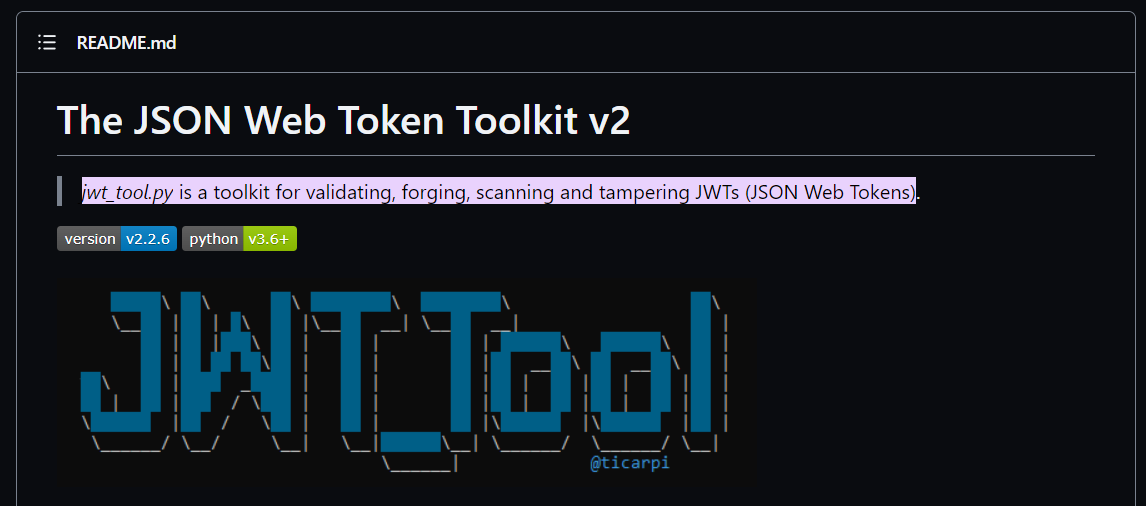 README.md
The JSON Web Token Toolkit v2
jwt_tool.py is a toolkit for validating, forging, scanning and tampering JWTs (JSON Web Tokens).
version v2.2.6 python v3.6+
JWT_Tool
@ticarpi